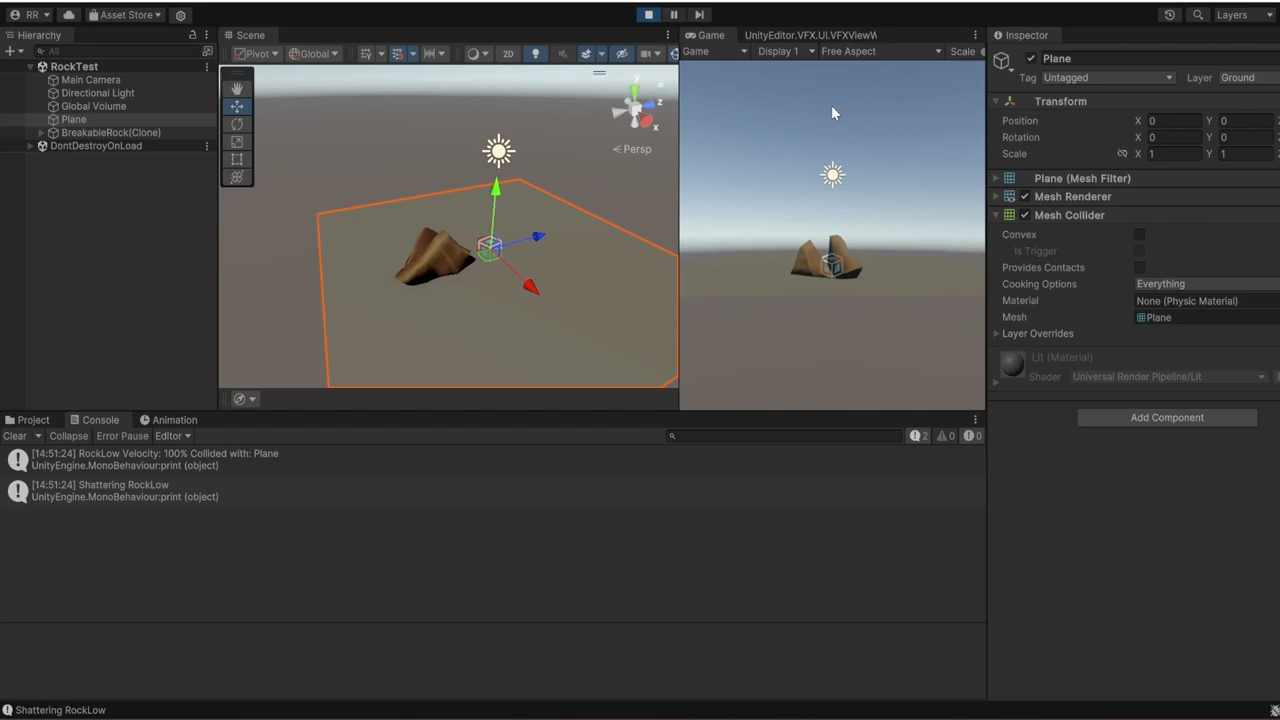 RR Asset Store Layers
Hierarchy
All
RockTest
Main Camera
Directional Light
Global Volume
Plane
BreakableRock(Clone)
DontDestroyOnLoad
Scene
Pivot Global 2D
y
z
x
Persp
Game UnityEditor.VFX.UI.VFXViewW
Game Display 1 Free Aspect Scale
Inspector
Plane
Tag Untagged Layer Ground
Transform
Position X 0 Y 0
Rotation X 0 Y 0
Scale X 1 Y 1
Plane (Mesh Filter)
Mesh Renderer
Mesh Collider
Convex
Is Trigger
Provides Contacts
Cooking Options Everything
Material None (Physic Material)
Mesh Plane
Layer Overrides
Lit (Material)
Shader Universal Render Pipeline/Lit
Add Component
Project Console Animation
Clear Collapse Error Pause Editor 2 0 0
[14:51:24] RockLow Velocity: 100% Collided with: Plane
UnityEngine.MonoBehaviour:print (object)
[14:51:24] Shattering RockLow
UnityEngine.MonoBehaviour:print (object)
Shattering RockLow